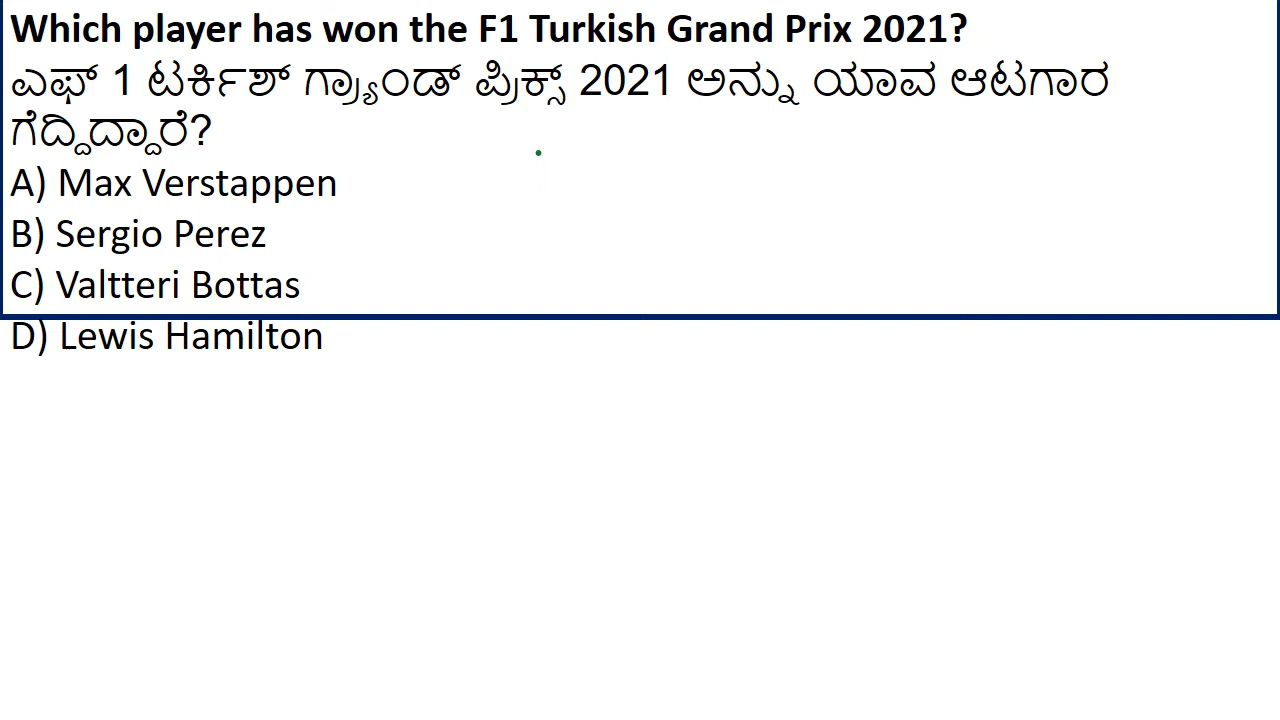 Which player has won the F1 Turkish Grand Prix 2021?
ಎಫ್ 1 ಟರ್ಕಿಶ್ ಗ್ರ್ಯಾಂಡ್ ಪ್ರಿಕ್ಸ್ 2021 ಅನ್ನು ಯಾವ ಆಟಗಾರ
ಗೆದ್ದಿದ್ದಾರೆ?
A) Max Verstappen
B) Sergio Perez
C) Valtteri Bottas
D) Lewis Hamilton